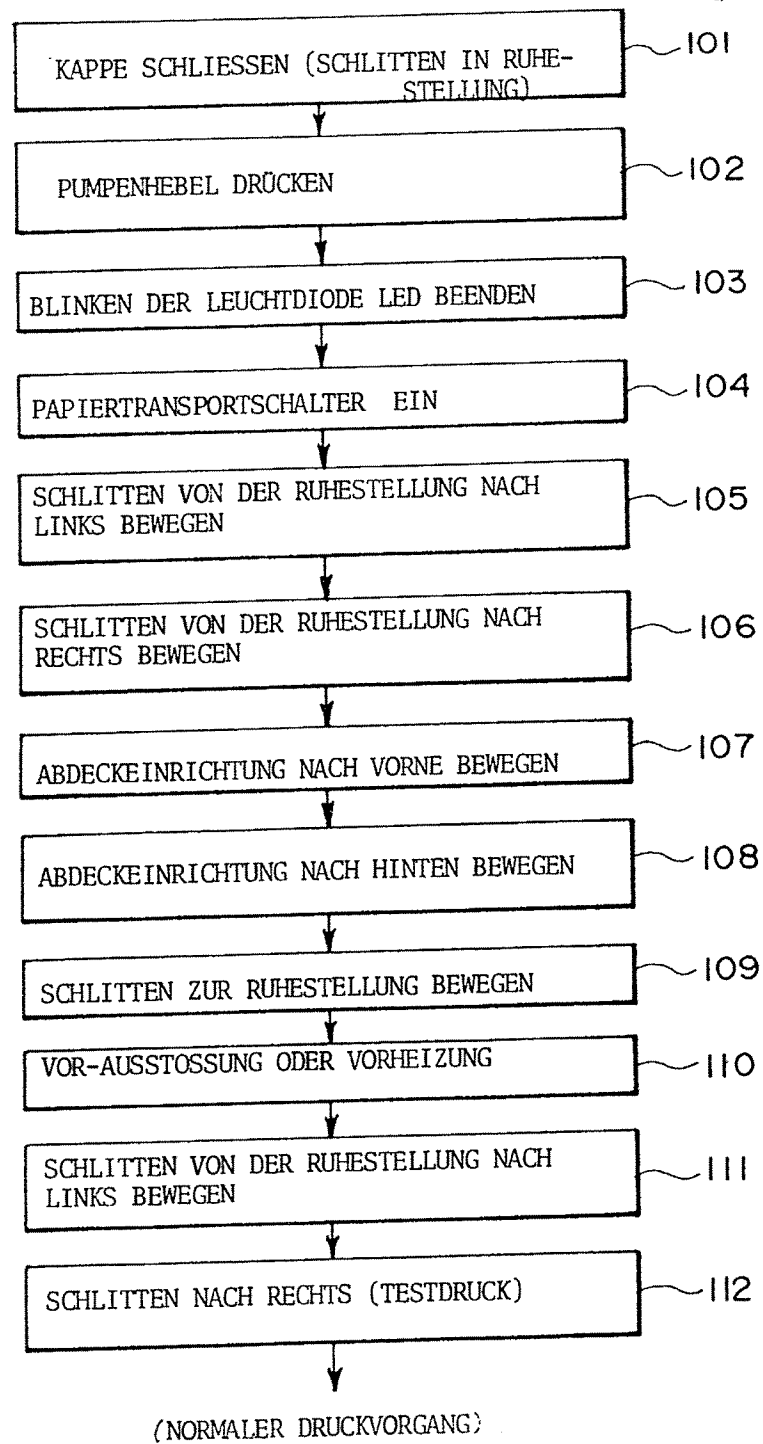 KAPPE SCHLIESSEN (SCHLITTEN IN RUHE-
STELLUNG)
101
PUMPENHEBEL DRÜCKEN
102
BLINKEN DER LEUCHTDIODE LED BEENDEN
103
PAPIERTRANSPORTSCHALTER EIN
104
SCHLITTEN VON DER RUHESTELLUNG NACH
LINKS BEWEGEN
105
SCHLITTEN VON DER RUHESTELLUNG NACH
RECHTS BEWEGEN
106
ABDECKEINRICHTUNG NACH VORNE BEWEGEN
107
ABDECKEINRICHTUNG NACH HINTEN BEWEGEN
108
SCHLITTEN ZUR RUHESTELLUNG BEWEGEN
109
VOR-AUSSTOSSUNG ODER VORHEIZUNG
110
SCHLITTEN VON DER RUHESTELLUNG NACH
LINKS BEWEGEN
111
SCHLITTEN NACH RECHTS (TESTDRUCK)
112
(NORMALER DRUCKVORGANG)